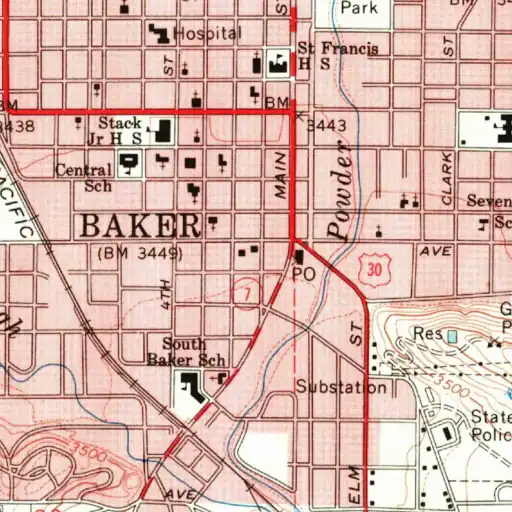 Park
BM 3448
ST
Hospital
ST
St Francis
H S
ST
BM
BM
3438
Stack
Jr H S
3443
Central
Sch
MAIN
Powder
CLARK
PACIFIC
Seven
Sc
BAKER
(BM 3449)
AVE
PO
30
4TH
7
ST
Res
South
Baker Sch
3500
Substation
State
Polic
3500
ELM
AVE